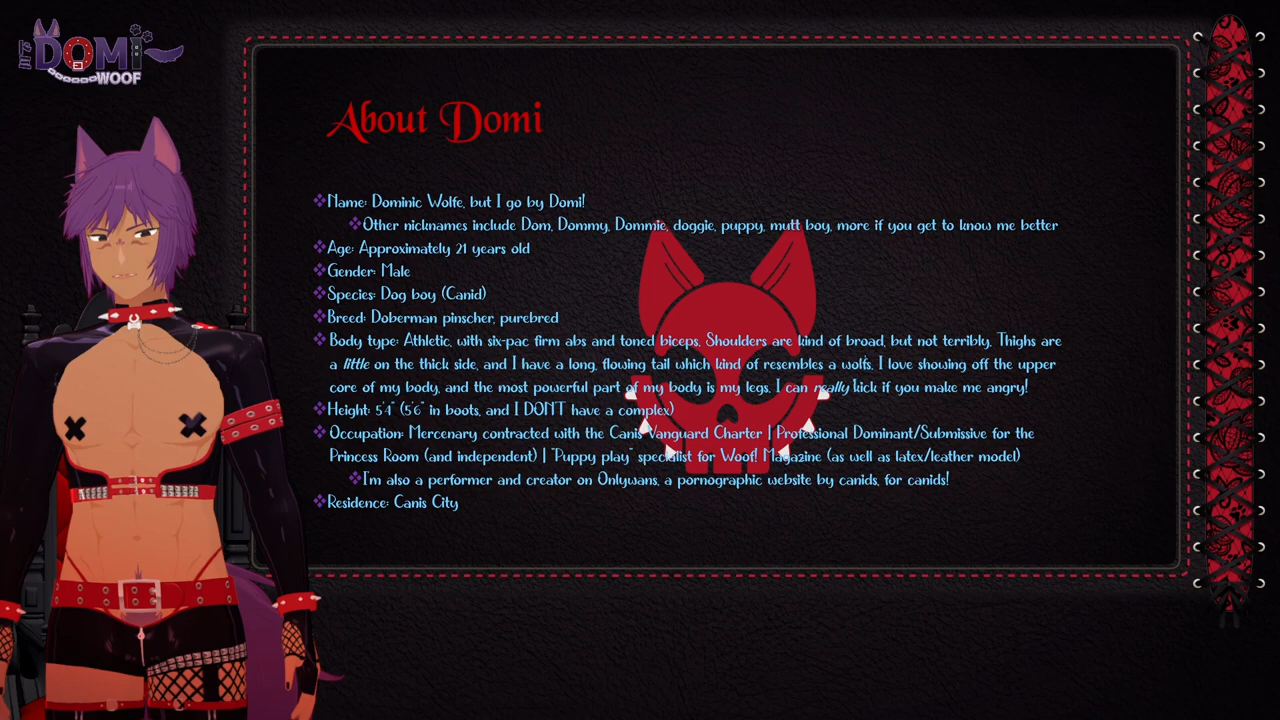 it's
DOMI
WOOF
About Domi
❖Name: Dominic Wolfe, but I go by Domi!
❖Other nicknames include Dom, Dommy, Dommie, doggie, puppy, mutt boy, more if you get to know me better
❖Age: Approximately 21 years old
❖Gender: Male
❖Species: Dog boy (Canid)
❖Breed: Doberman pinscher, purebred
❖Body type: Athletic, with six-pac firm abs and toned biceps. Shoulders are kind of broad, but not terribly. Thighs are
a little on the thick side, and I have a long, flowing tail which kind of resembles a wolf's. I love showing off the upper
core of my body, and the most powerful part of my body is my legs. I can really kick if you make me angry!
❖Height: 5'4" (5'6" in boots, and I DON'T have a complex)
❖Occupation: Mercenary contracted with the Canis Vanguard Charter | Professional Dominant/Submissive for the
Princess Room (and independent) | "Puppy play" specialist for Woof! Magazine (as well as latex/leather model)
❖I'm also a performer and creator on Onlywans, a pornographic website by canids, for canids!
❖Residence: Canis City